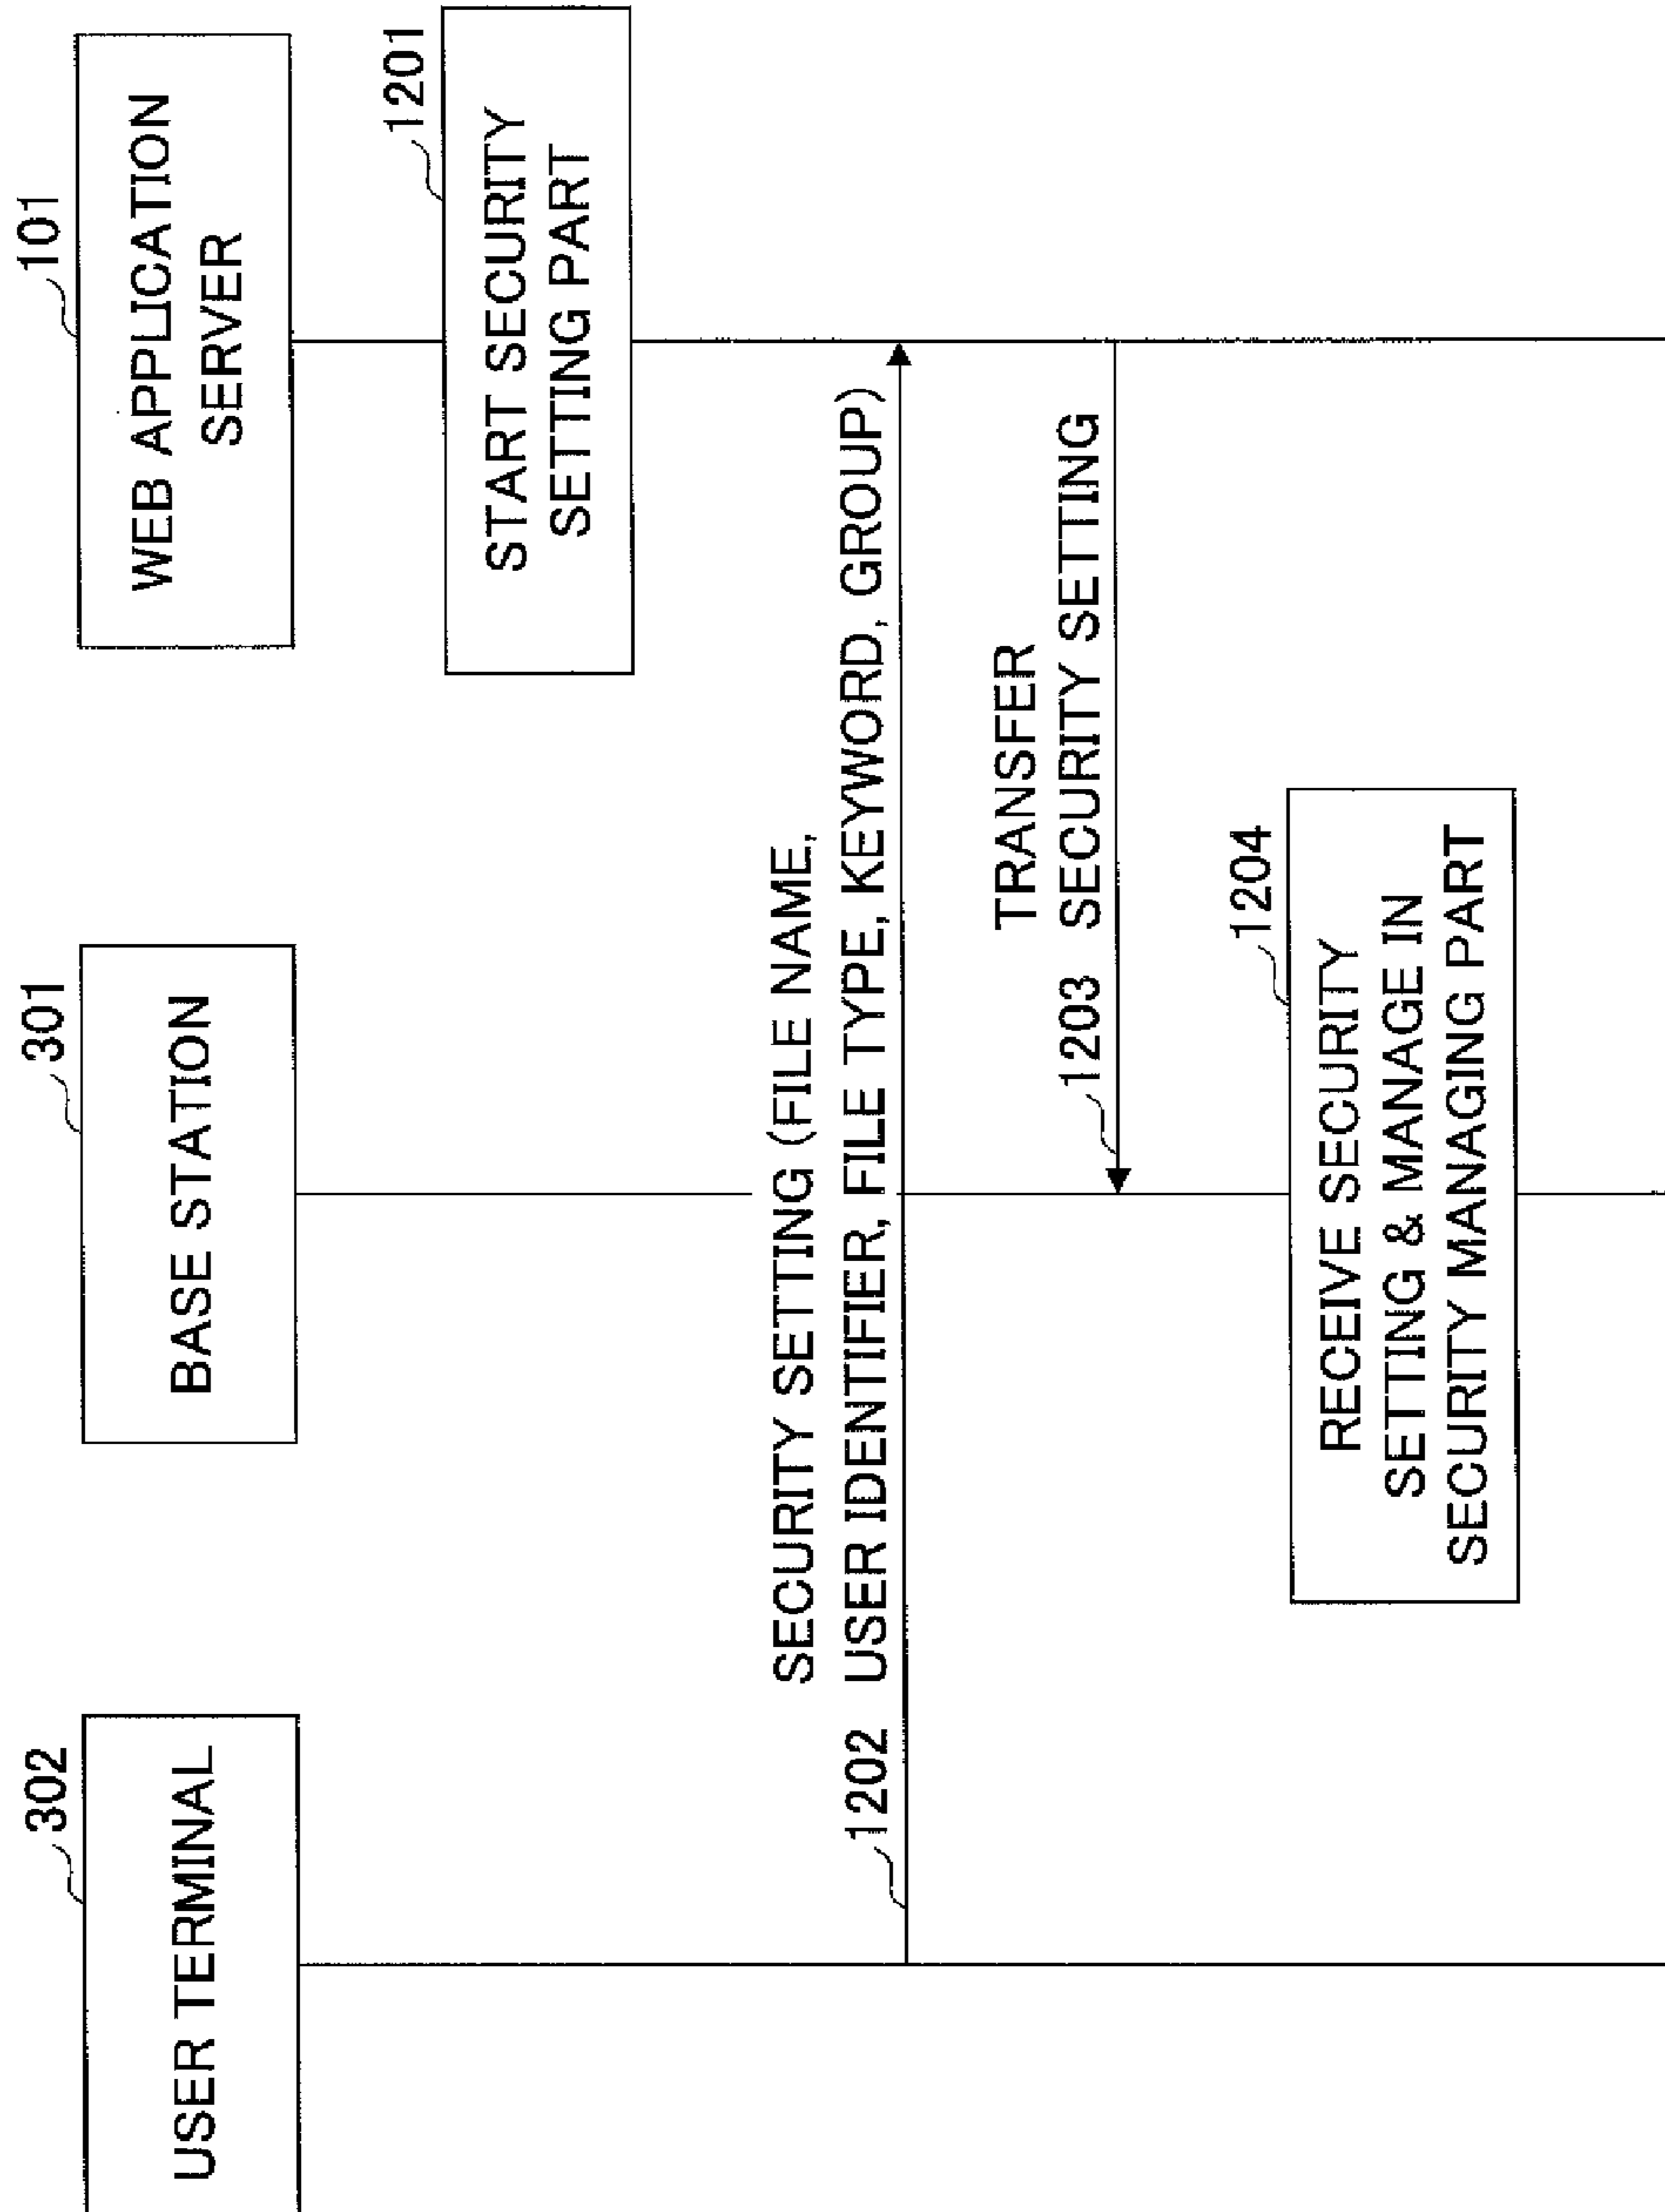 302
USER TERMINAL
301
BASE STATION
101
WEB APPLICATION
SERVER
1201
START SECURITY
SETTING PART
SECURITY SETTING (FILE NAME,
1202 USER IDENTIFIER, FILE TYPE, KEYWORD, GROUP)
TRANSFER
1203 SECURITY SETTING
1204
RECEIVE SECURITY
SETTING & MANAGE IN
SECURITY MANAGING PART